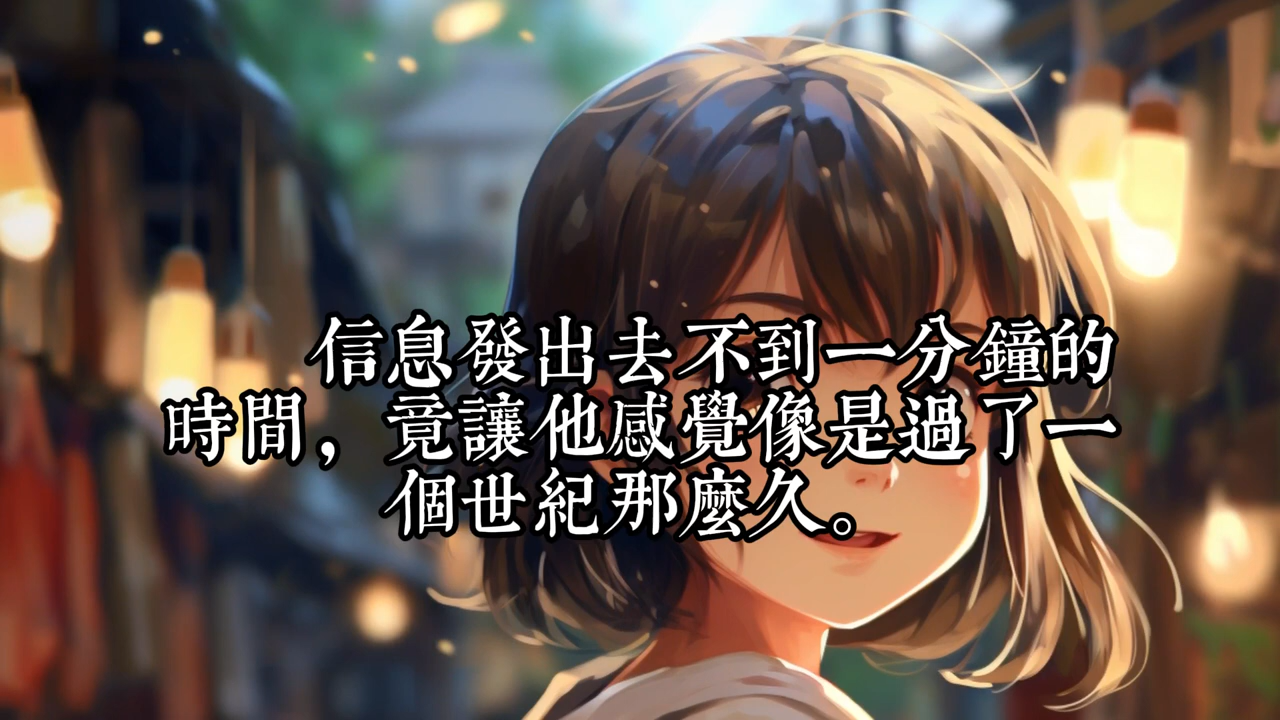 信息發出去不到一分鐘的
時間，竟讓他感覺像是過了一
個世紀那麼久。